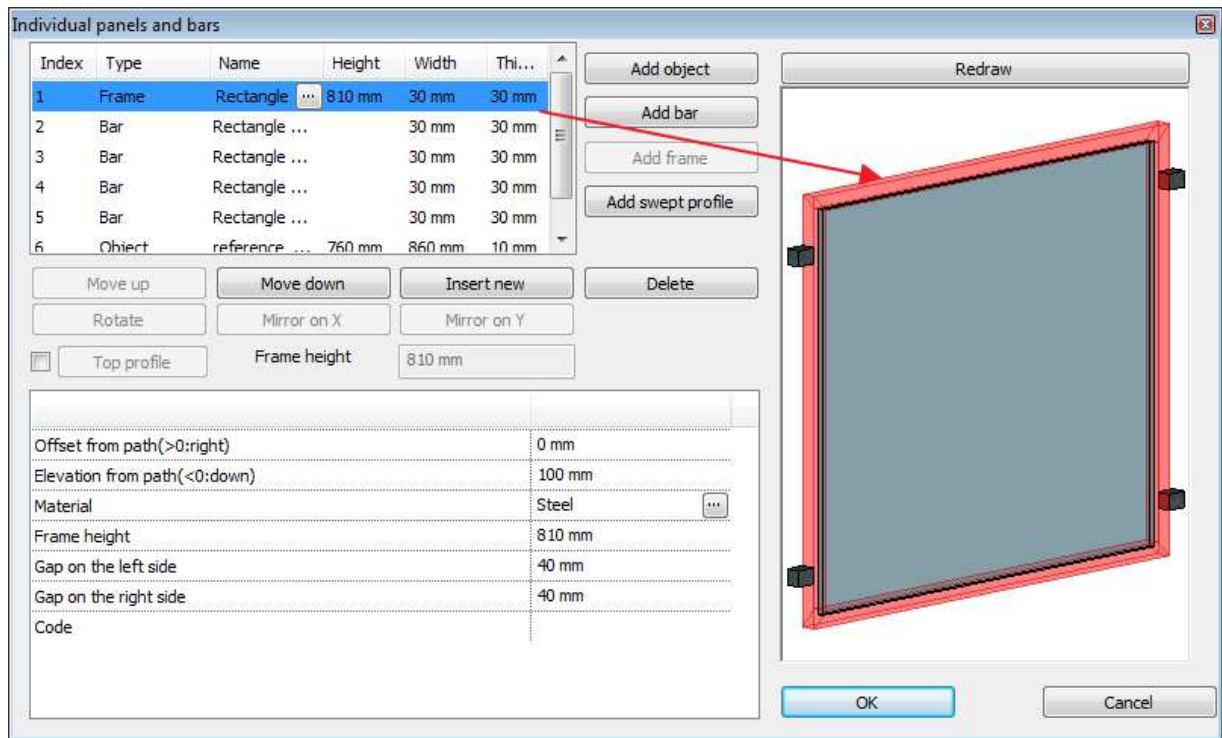 Individual panels and bars
Index Type Name Height Width Thi...
1 Frame Rectangle ... 810 mm 30 mm 30 mm
2 Bar Rectangle ... 30 mm 30 mm
3 Bar Rectangle ... 30 mm 30 mm
4 Bar Rectangle ... 30 mm 30 mm
5 Bar Rectangle ... 30 mm 30 mm
6 Object reference ... 760 mm 860 mm 10 mm
Add object
Add bar
Add frame
Add swept profile
Redraw
Move up Move down Insert new Delete
Rotate Mirror on X Mirror on Y
Top profile Frame height 810 mm
Offset from path(>0:right) 0 mm
Elevation from path(<0:down) 100 mm
Material Steel ...
Frame height 810 mm
Gap on the left side 40 mm
Gap on the right side 40 mm
Code
OK Cancel